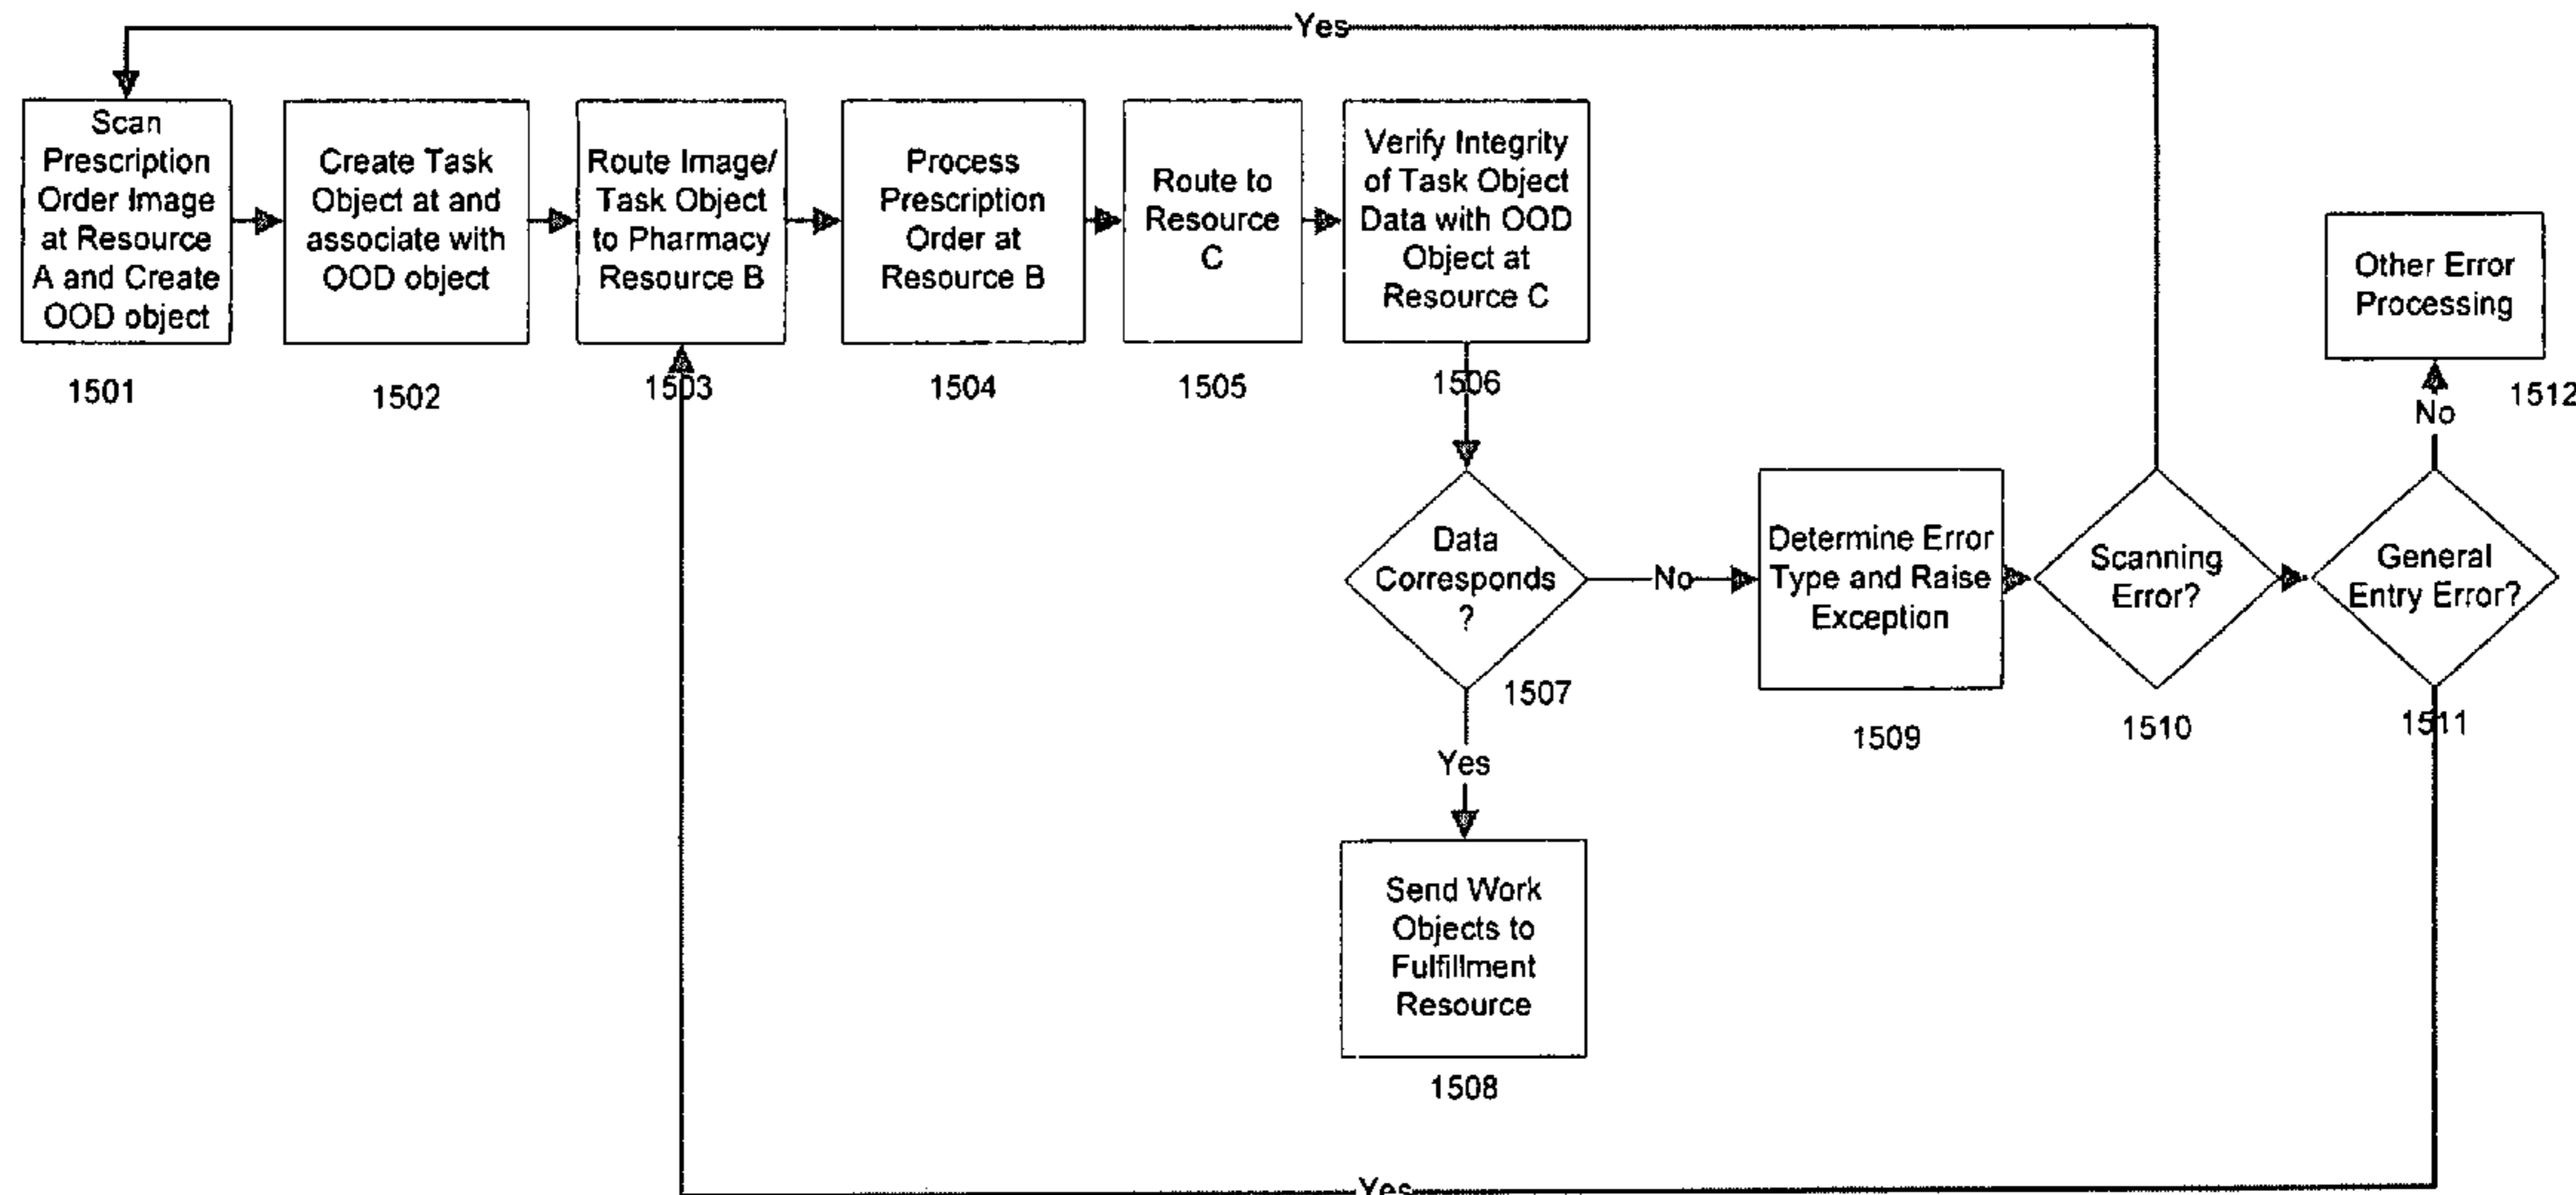 Yes
Scan
Prescription
Order Image
at Resource
A and Create
OOD object
1501
Create Task
Object at and
associate with
OOD object
1502
Route Image/
Task Object
to Pharmacy
Resource B
1503
Process
Prescription
Order at
Resource B
1504
Route to
Resource
C
1505
Verify Integrity
of Task Object
Data with OOD
Object at
Resource C
1506
Data
Corresponds
?
1507
Yes
Send Work
Objects to
Fulfillment
Resource
1508
No
Determine Error
Type and Raise
Exception
1509
Scanning
Error?
1510
General
Entry Error?
1511
No
Other Error
Processing
1512
Yes